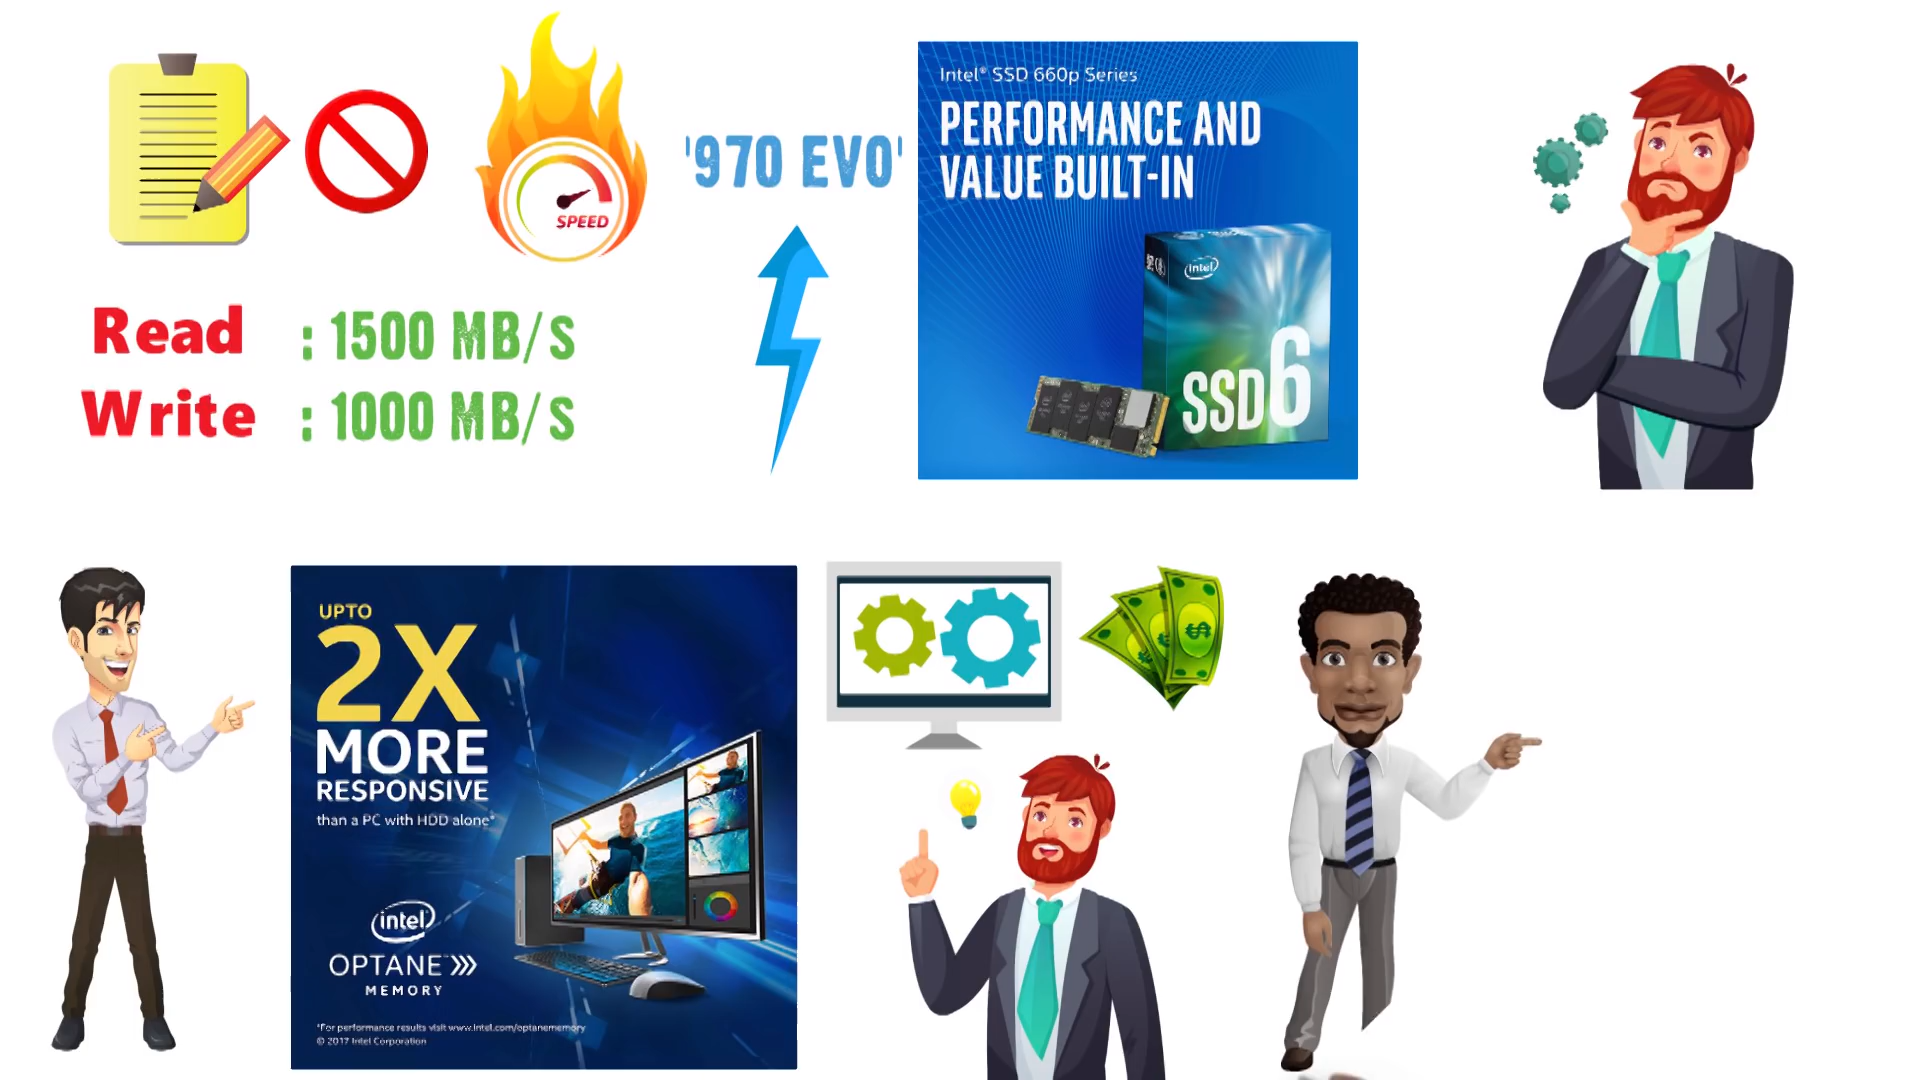 SPEED
'970 EVO'
Read : 1500 MB/S
Write : 1000 MB/S
Intel® SSD 660p Series
PERFORMANCE AND
VALUE BUILT-IN
intel
SSD6
UPTO
2X
MORE
RESPONSIVE
than a PC with HDD alone*
intel
OPTANE
MEMORY
*For performance results visit www.intel.com/optanememory
© 2017 Intel Corporation